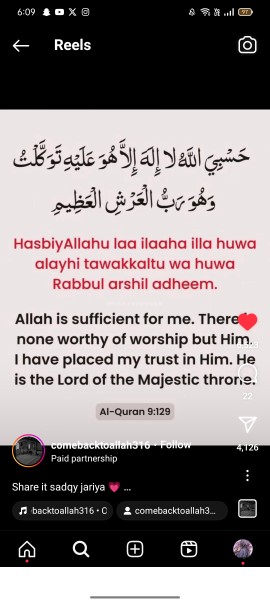 6:09
97
Reels
حَسْبِيَ اللَّهُ لَا إِلَهَ إِلَّا هُوَ عَلَيْهِ تَوَكَّلْتُ
وَهُوَ رَبُّ الْعَرْشِ الْعَظِيمِ
HasbiyAllahu laa ilaaha illa huwa
alayhi tawakkaltu wa huwa
Rabbul arshil adheem.
Allah is sufficient for me. There
none worthy of worship but Him.
I have placed my trust in Him. He
is the Lord of the Majestic throne.
22
Al-Quran 9:129
4,126
comebacktoallah316 • Follow
Paid partnership
Share it sadqy jariya 💗 ...
backtoallah316 • C
comebacktoallah3...